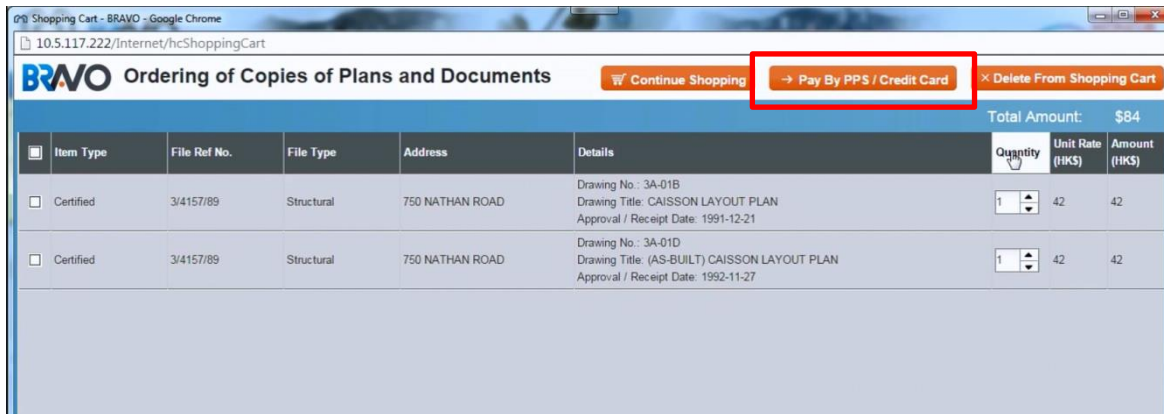 Shopping Cart - BRAVO - Google Chrome
10.5.117.222/Internet/hcShoppingCart
BRAVO Ordering of Copies of Plans and Documents Continue Shopping → Pay By PPS / Credit Card × Delete From Shopping Cart
Total Amount: $84
Item Type File Ref No. File Type Address Details Quantity Unit Rate (HK$) Amount (HK$)
Drawing No.: 3A-01B
Certified 3/4157/89 Structural 750 NATHAN ROAD Drawing Title: CAISSON LAYOUT PLAN 1 42 42
Approval / Receipt Date: 1991-12-21
Drawing No.: 3A-01D
Certified 3/4157/89 Structural 750 NATHAN ROAD Drawing Title: (AS-BUILT) CAISSON LAYOUT PLAN 1 42 42
Approval / Receipt Date: 1992-11-27